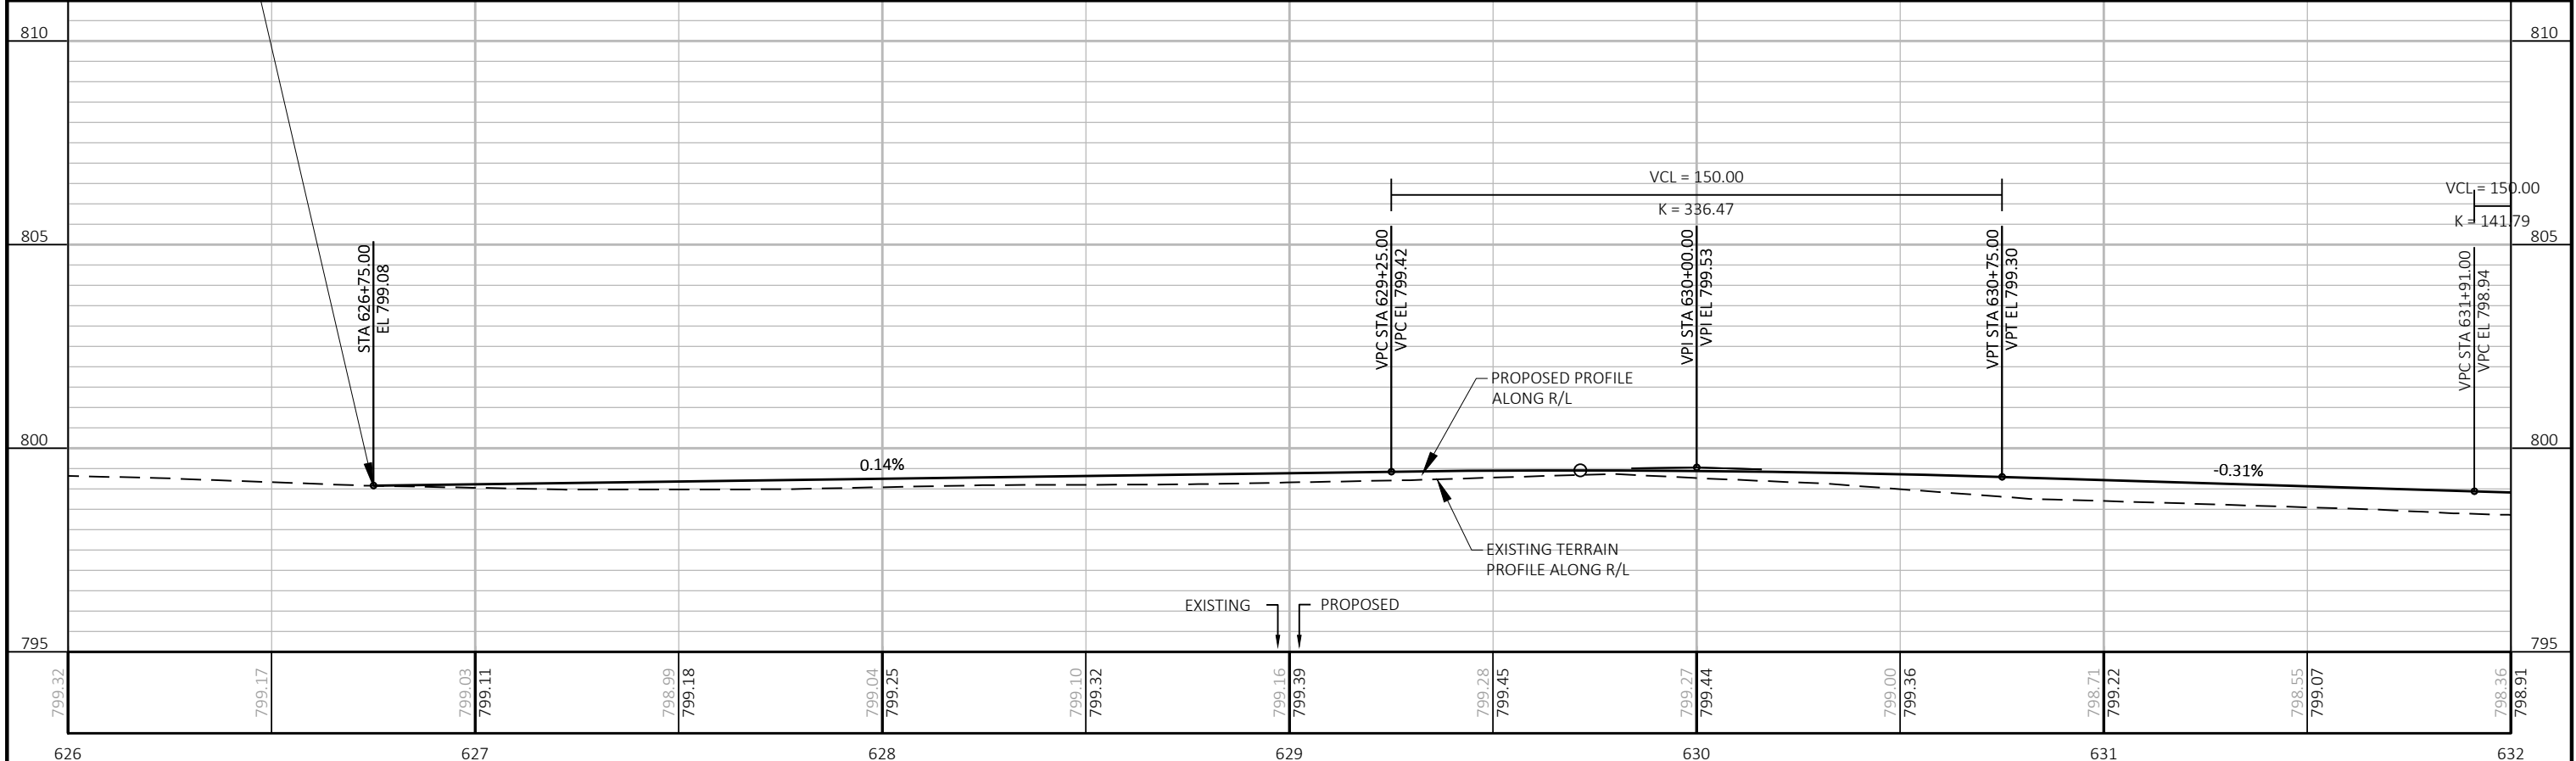 810
810
VCL = 150.00
K = 336.47
VCL = 150.00
K = 141.79
805
805
STA 626+75.00
EL 799.08
VPC STA 629+25.00
VPC EL 799.42
VPI STA 630+00.00
VPI EL 799.53
VPT STA 630+75.00
VPT EL 799.30
VPC STA 631+91.00
VPC EL 798.94
PROPOSED PROFILE
ALONG R/L
800
800
0.14%
-0.31%
EXISTING TERRAIN
PROFILE ALONG R/L
EXISTING
PROPOSED
795
795
799.32
799.17
799.03
799.11
798.99
799.18
799.04
799.25
799.10
799.32
799.16
799.39
799.28
799.45
799.27
799.44
799.00
799.36
798.71
799.22
798.55
799.07
798.36
798.91
626
627
628
629
630
631
632